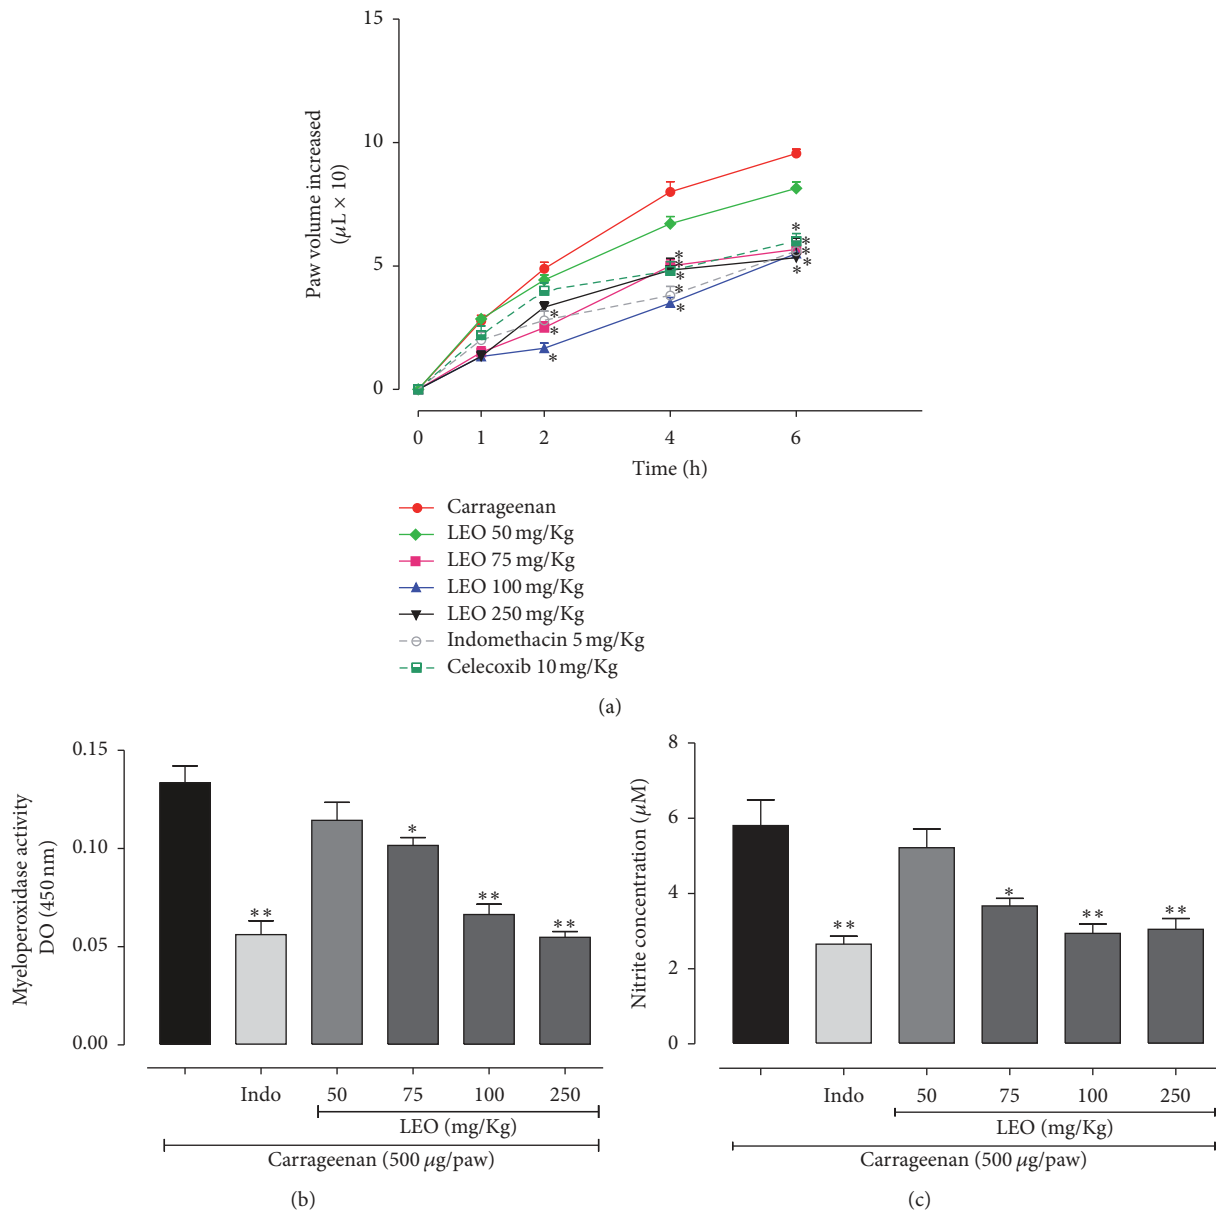 15
10
5
0
Paw volume increased
(μL × 10)
* * * * *
* * * * *
* * *
0 1 2 4 6
Time (h)
Carrageenan
LEO 50 mg/Kg
LEO 75 mg/Kg
LEO 100 mg/Kg
LEO 250 mg/Kg
Indomethacin 5 mg/Kg
Celecoxib 10 mg/Kg
(a)
0.15
0.10
0.05
0.00
Myeloperoxidase activity
DO (450 nm)
** * ** **
Indo 50 75 100 250
LEO (mg/Kg)
Carrageenan (500 μg/paw)
(b)
8
6
4
2
0
Nitrite concentration (μM)
** * ** **
Indo 50 75 100 250
LEO (mg/Kg)
Carrageenan (500 μg/paw)
(c)